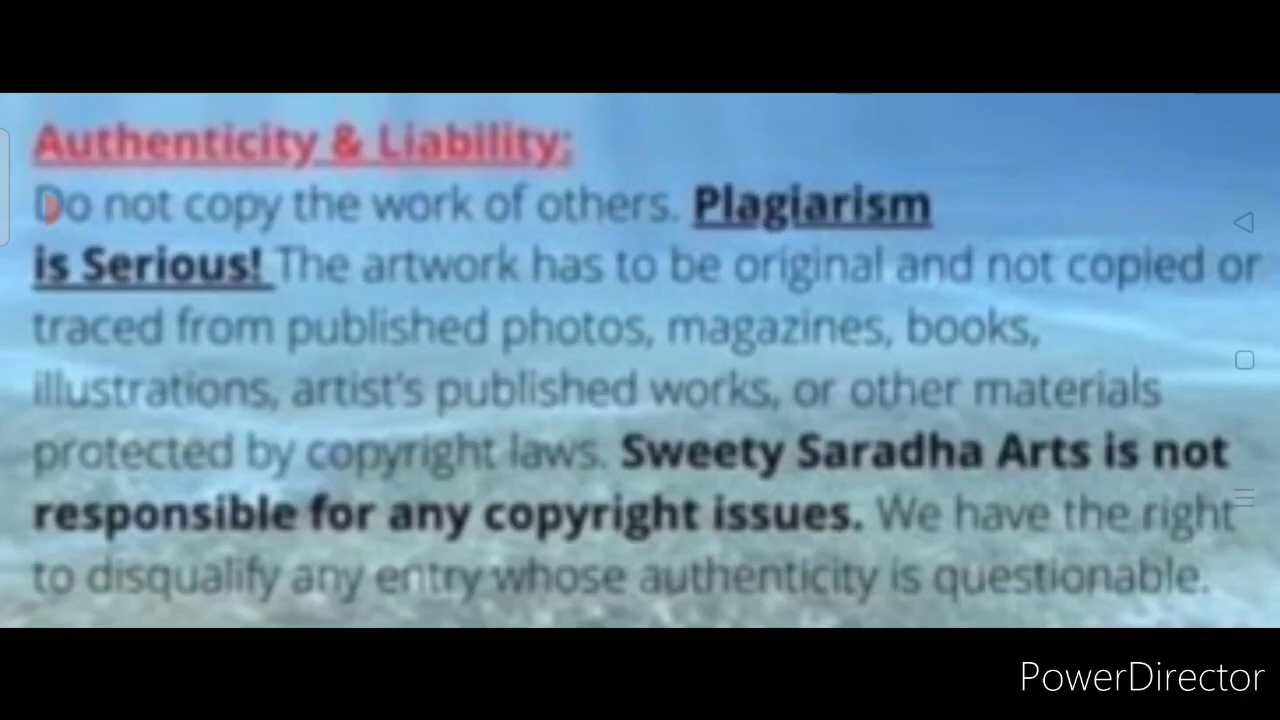 Authenticity & Liability:
Do not copy the work of others. Plagiarism
is Serious! The artwork has to be original and not copied or
traced from published photos, magazines, books,
illustrations, artist's published works, or other materials
protected by copyright laws. Sweety Saradha Arts is not
responsible for any copyright issues. We have the right
to disqualify any entry whose authenticity is questionable.
PowerDirector